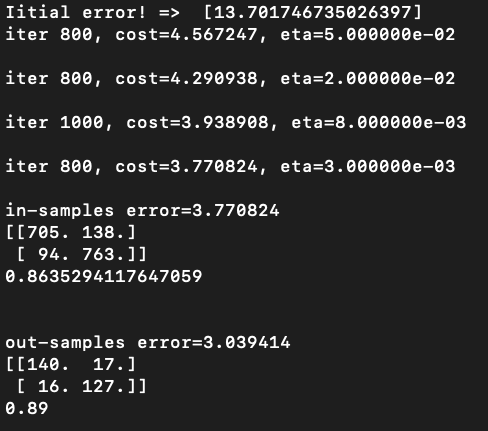 Iitial error! =>  [13.701746735026397]
iter 800, cost=4.567247, eta=5.000000e-02
iter 800, cost=4.290938, eta=2.000000e-02
iter 1000, cost=3.938908, eta=8.000000e-03
iter 800, cost=3.770824, eta=3.000000e-03
in-samples error=3.770824
[[705. 138.]
 [ 94. 763.]]
0.8635294117647059
out-samples error=3.039414
[[140.  17.]
 [ 16. 127.]]
0.89